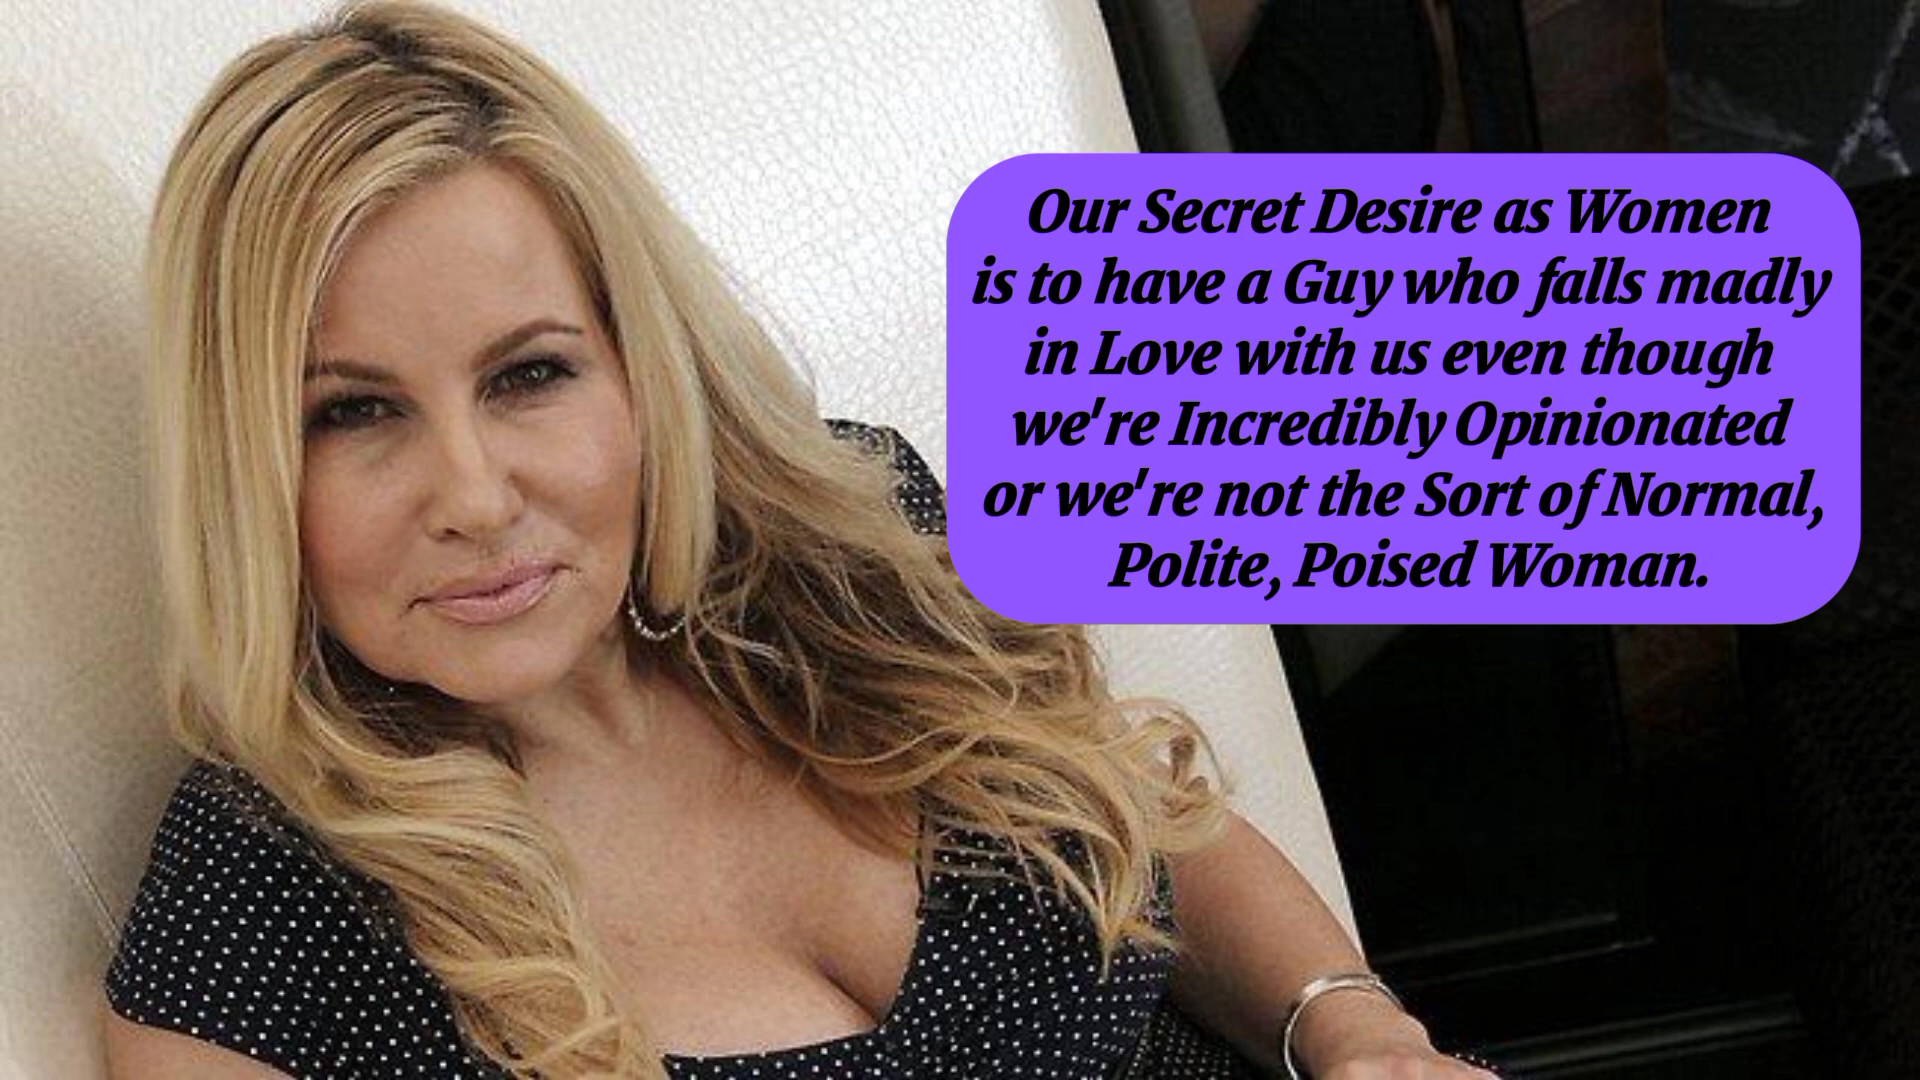 Our Secret Desire as Women
is to have a Guy who falls madly
in Love with us even though
we're Incredibly Opinionated
or we're not the Sort of Normal,
Polite, Poised Woman.